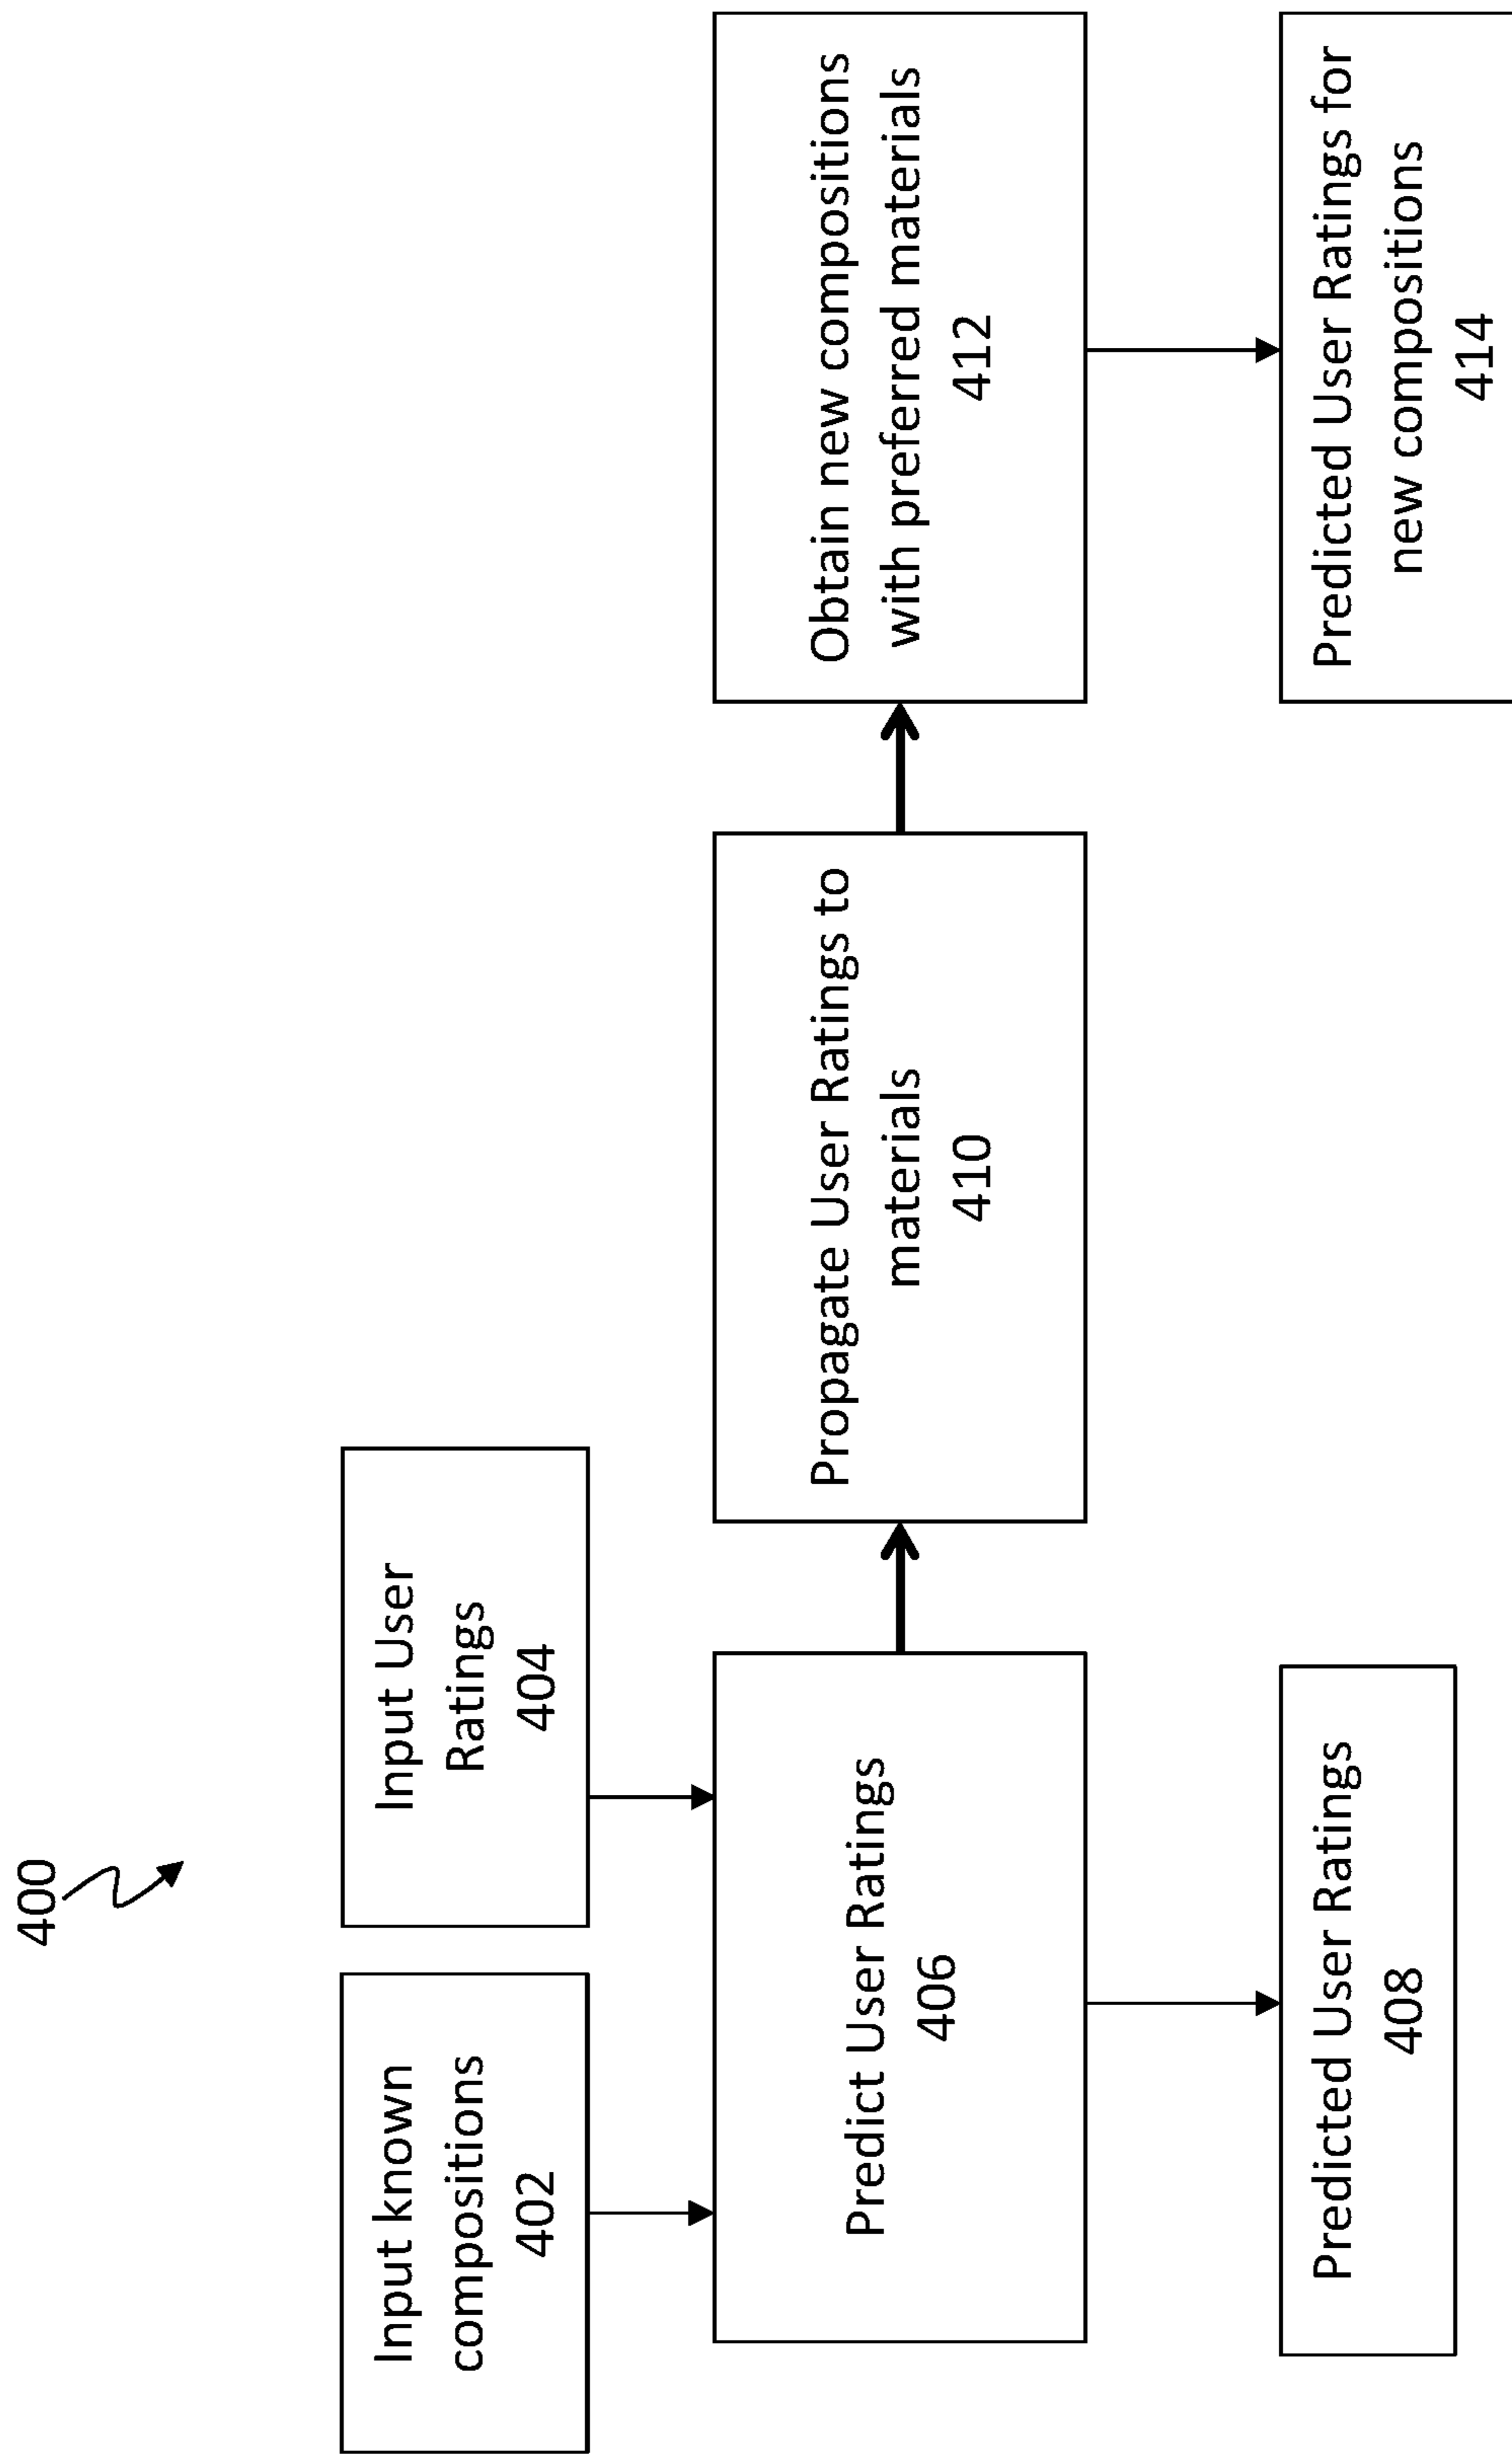 400
Input known
compositions
402
Input User
Ratings
404
Predict User Ratings
406
Propagate User Ratings to
materials
410
Obtain new compositions
with preferred materials
412
Predicted User Ratings
408
Predicted User Ratings for
new compositions
414